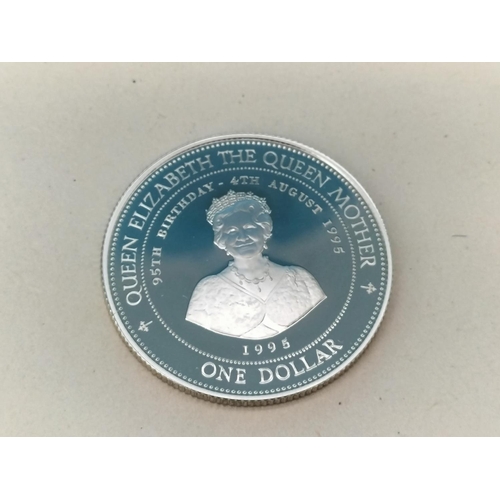 QUEEN ELIZABETH THE QUEEN MOTHER
95TH BIRTHDAY - 4TH AUGUST 1995
1995
ONE DOLLAR